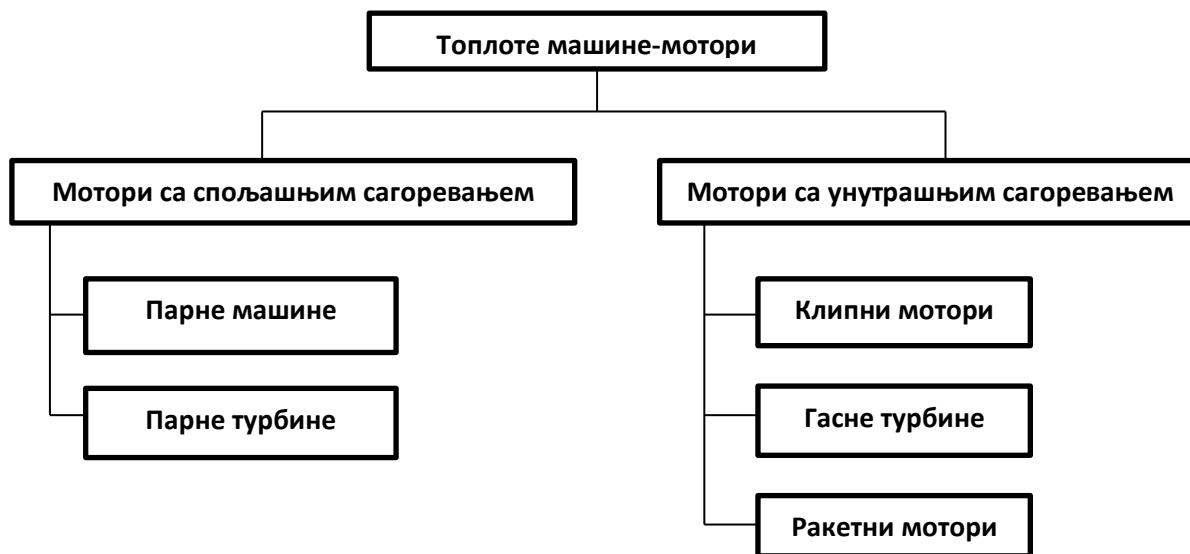 Топлоте машине-мотори
Мотори са спољашњим сагоревањем
Мотори са унутрашњим сагоревањем
Парне машине
Клипни мотори
Парне турбине
Гасне турбине
Ракетни мотори